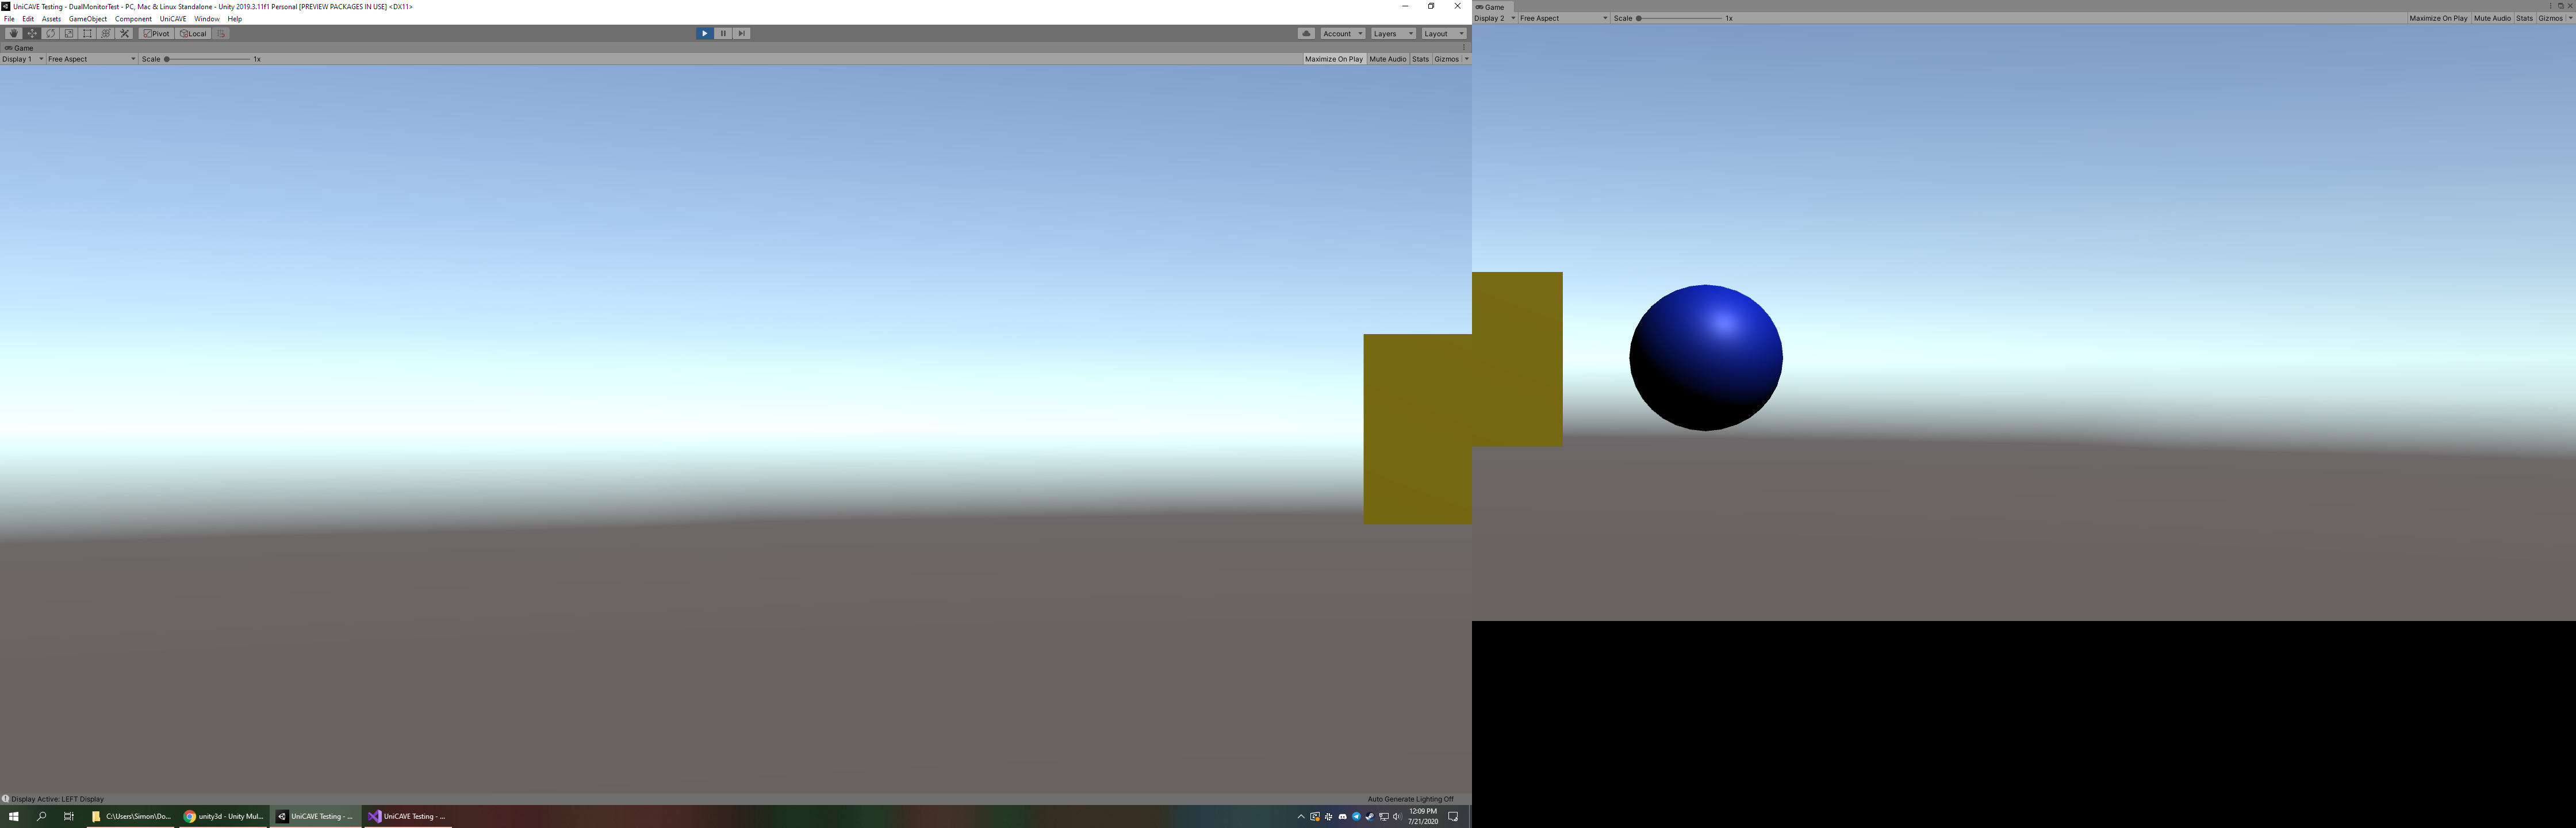 UniCAVE Testing - DualMonitorTest - PC, Mac & Linux Standalone - Unity 2019.3.11f1 Personal [PREVIEW PACKAGES IN USE] <DX11>
File Edit Assets GameObject Component UniCAVE Window Help
Pivot Local Account Layers Layout
Game
Display 1 Free Aspect Scale 1x Maximize On Play Mute Audio Stats Gizmos
Game
Display 2 Free Aspect Scale 1x Maximize On Play Mute Audio Stats Gizmos
Display Active: LEFT Display Auto Generate Lighting Off
C:\Users\Simon\Do... unity3d - Unity Mul... UniCAVE Testing - ... UniCAVE Testing - ... 12:09 PM
7/21/2020